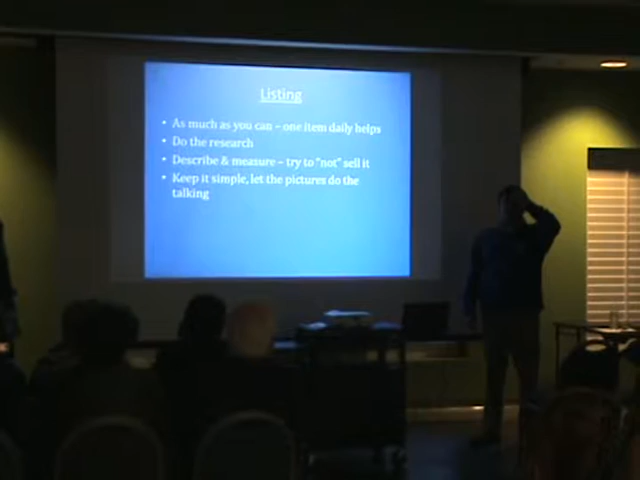 Listing
• As much as you can – one item daily helps
• Do the research
• Describe & measure – try to "not" sell it
• Keep it simple, let the pictures do the
talking